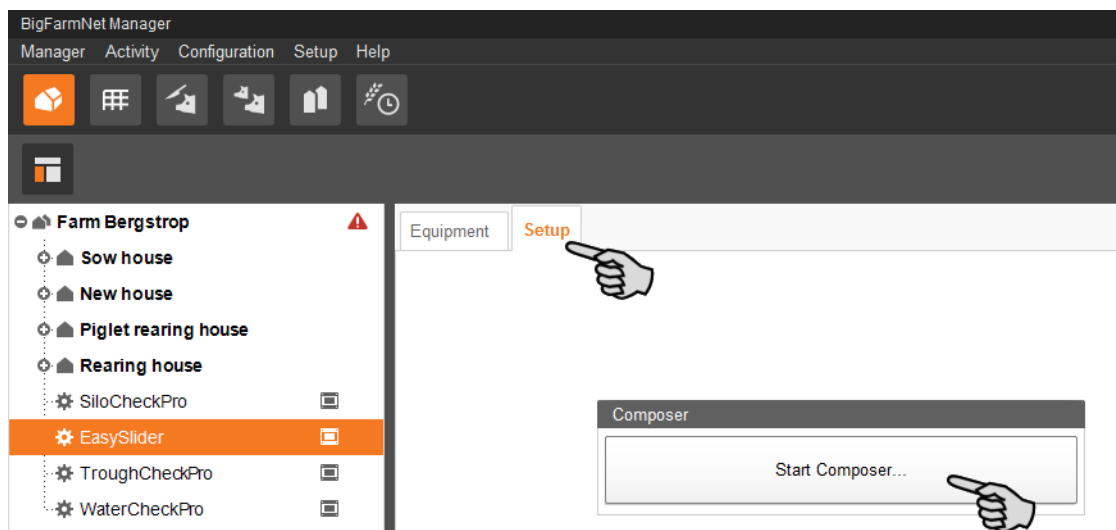 BigFarmNet Manager
Manager Activity Configuration Setup Help
Farm Bergstrop
Sow house
New house
Piglet rearing house
Rearing house
SiloCheckPro
EasySlider
TroughCheckPro
WaterCheckPro
Equipment Setup
Composer
Start Composer...